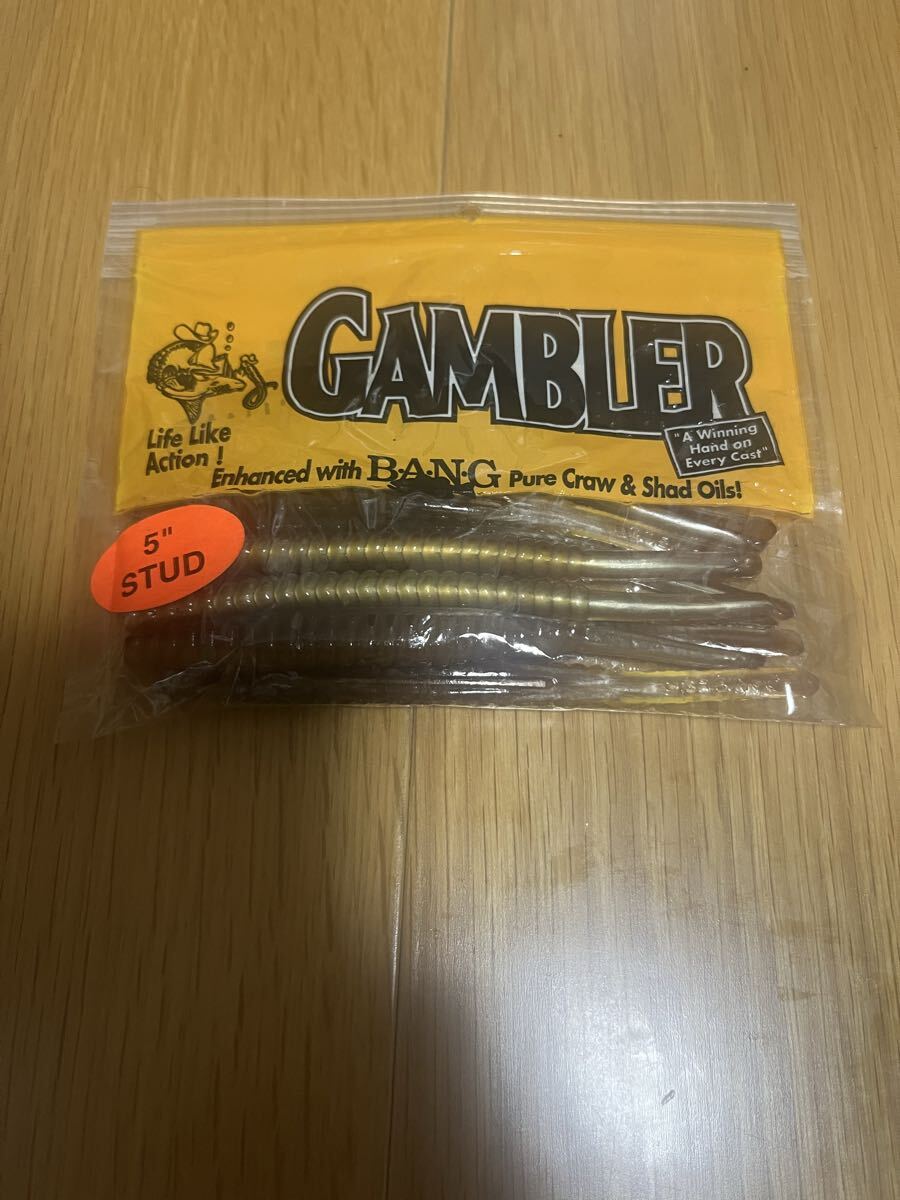 GAMBLER
"A Winning
Hand on
Every Cast"
Life Like
Action !
Enhanced with B·A·N·G Pure Craw & Shad Oils!
5"
STUD